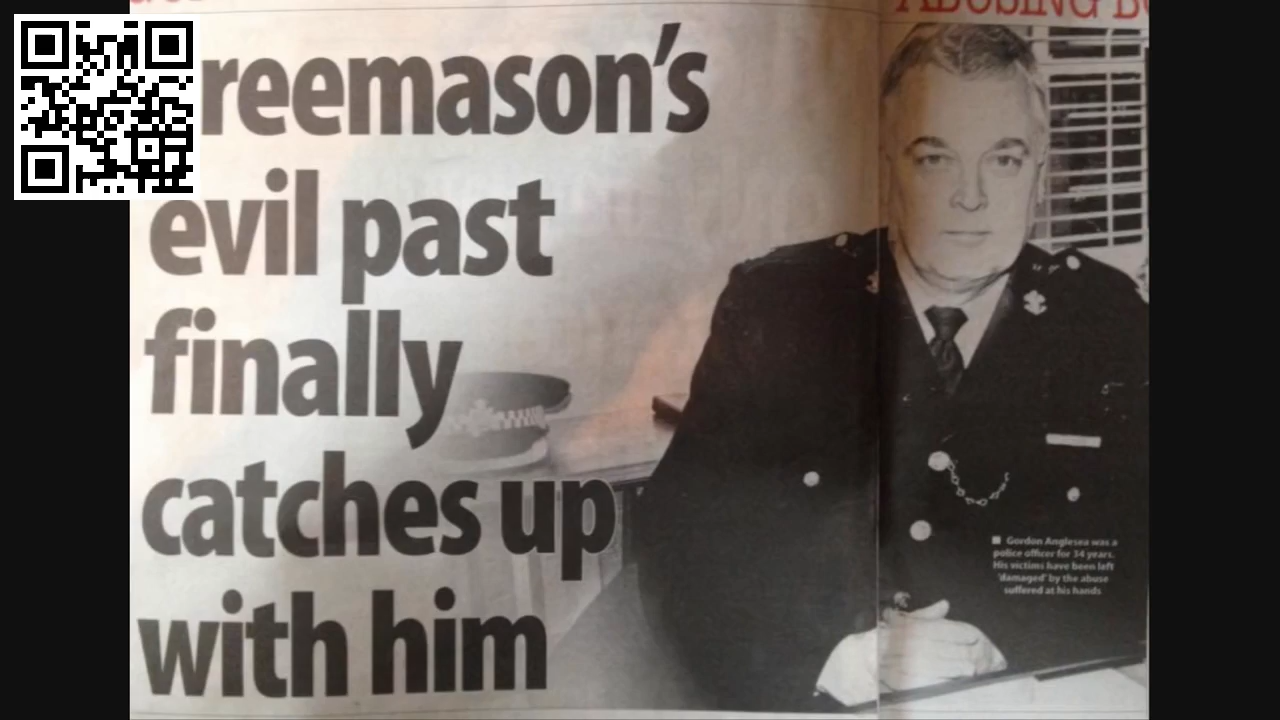 ABUSING
reemason's
evil past
finally
catches up
with him
Gordon Anglesea was a
police officer for 34 years.
His victims have been left
'damaged' by the abuse
suffered at his hands